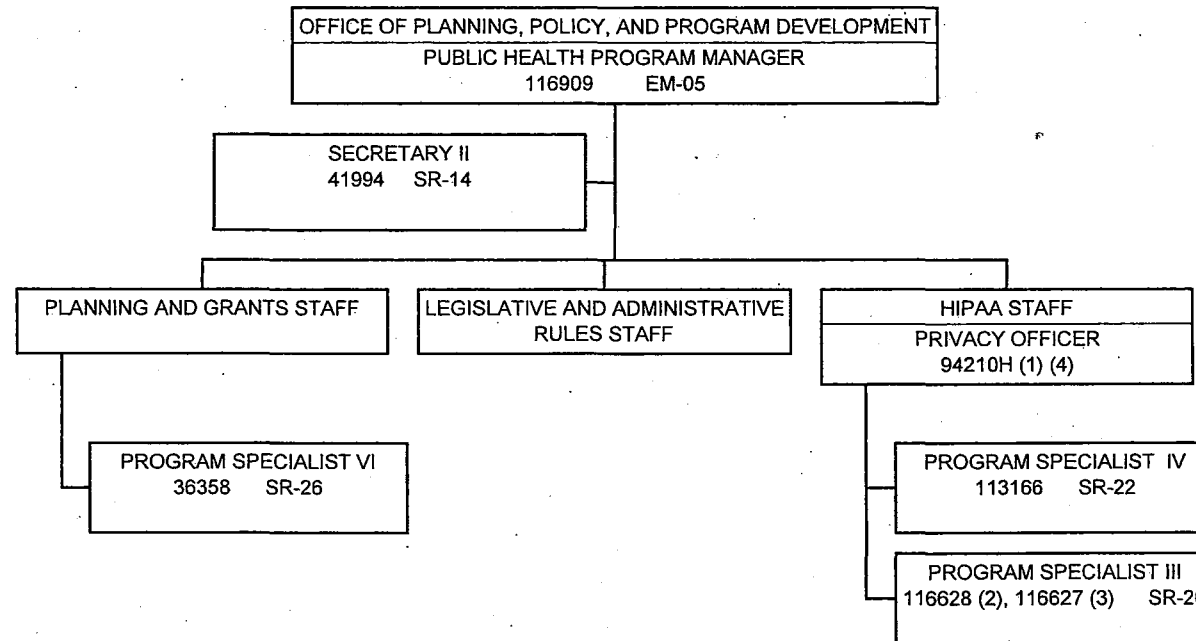 OFFICE OF PLANNING, POLICY, AND PROGRAM DEVELOPMENT
PUBLIC HEALTH PROGRAM MANAGER
116909 EM-05
SECRETARY II
41994 SR-14
PLANNING AND GRANTS STAFF
LEGISLATIVE AND ADMINISTRATIVE
RULES STAFF
HIPAA STAFF
PRIVACY OFFICER
94210H (1) (4)
PROGRAM SPECIALIST VI
36358 SR-26
PROGRAM SPECIALIST IV
113166 SR-22
PROGRAM SPECIALIST III
116628 (2), 116627 (3)